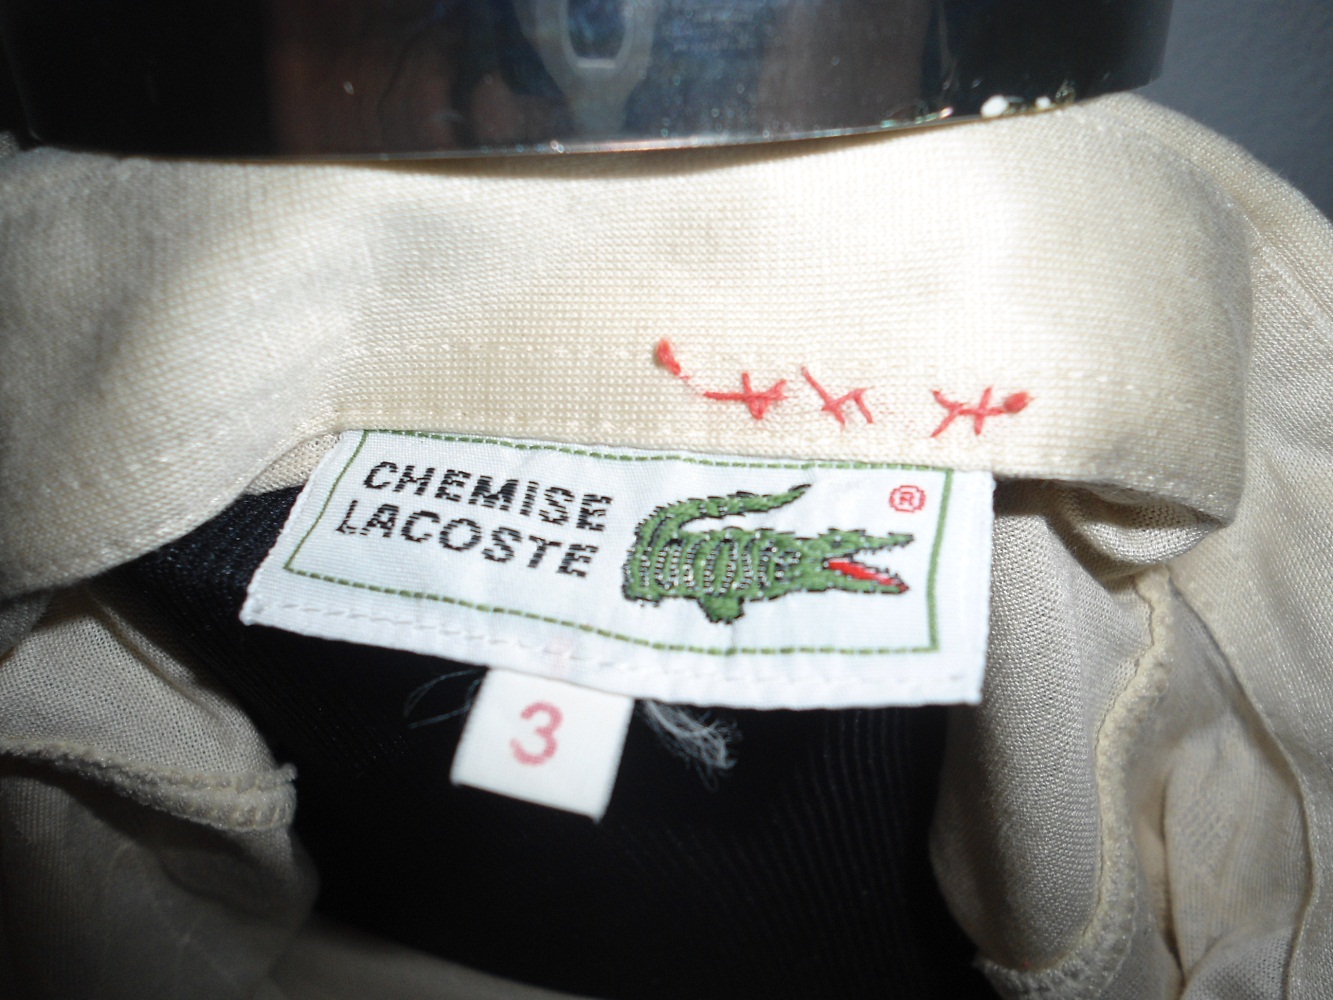 CHEMISE
LACOSTE
®
3